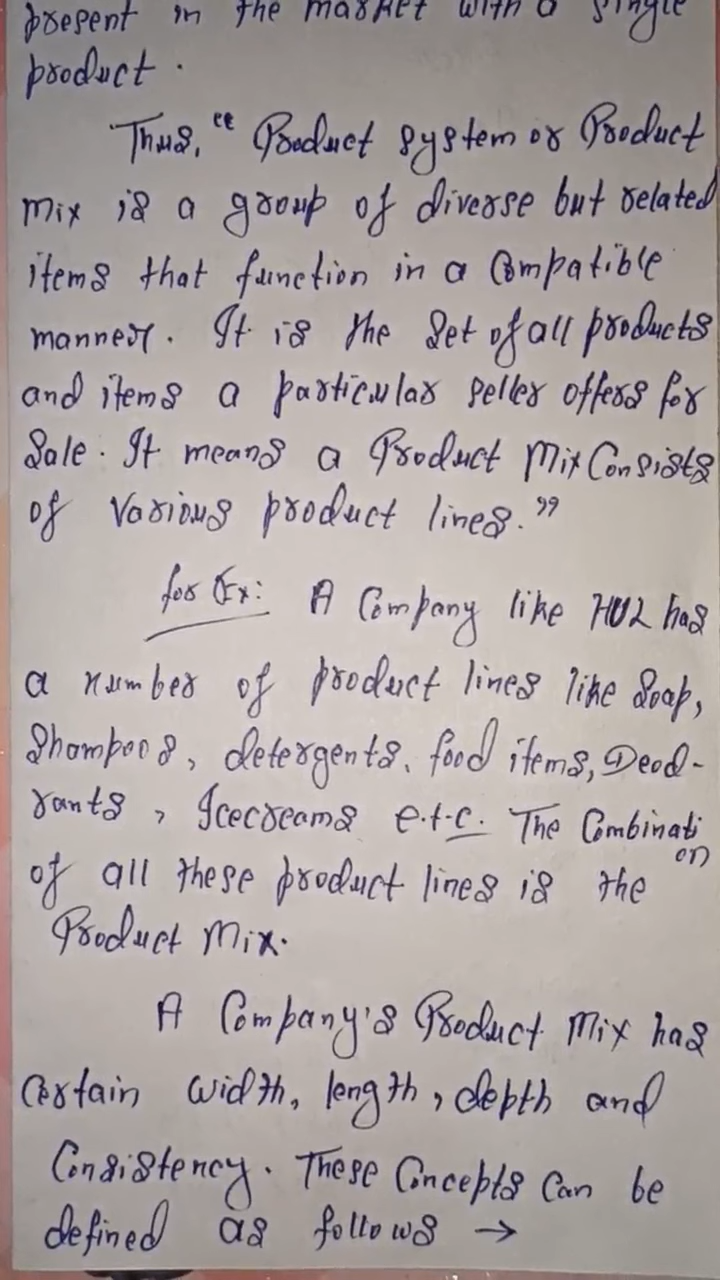 present in the market with a single
product.
Thus, "Product system or Product
Mix is a group of diverse but related
items that function in a Compatible
manner. It is the Set of all products
and items a particular seller offers for
Sale. It means a Product Mix Consists
of Various product lines."
for Ex: A Company like HUL has
a number of product lines like Soap,
Shampoos, detergents, food items, Deod-
rants, Icecreams e.t.c. The Combinati
on
of all these product lines is the
Product Mix.
A Company's Product Mix has
Certain width, length, depth and
Consistency. These Concepts Can be
defined as follows →